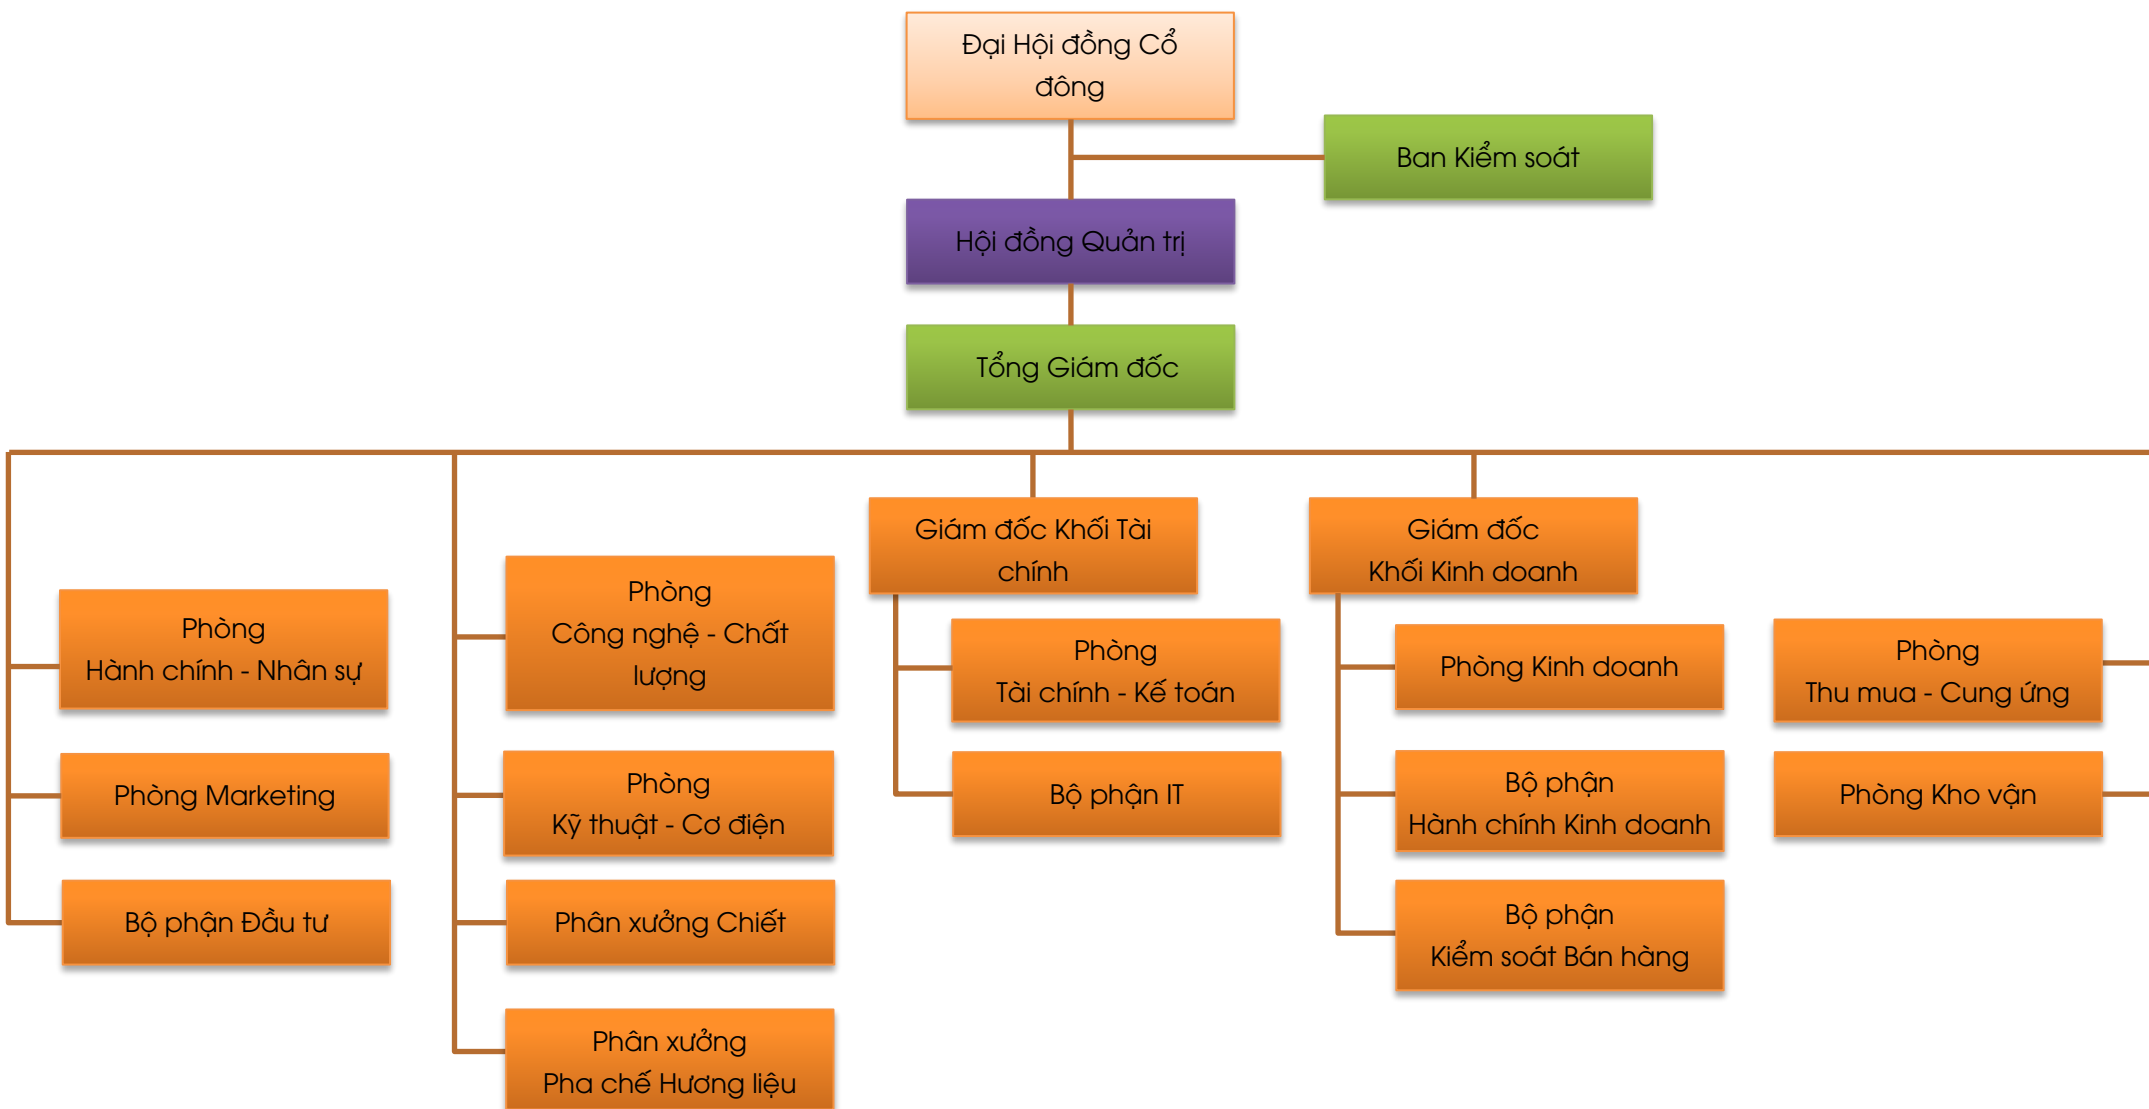 Đại Hội đồng Cổ
đông
Ban Kiểm soát
Hội đồng Quản trị
Tổng Giám đốc
Phòng
Hành chính - Nhân sự
Phòng Marketing
Bộ phận Đầu tư
Phòng
Công nghệ - Chất
lượng
Phòng
Kỹ thuật - Cơ điện
Phân xưởng Chiết
Phân xưởng
Pha chế Hương liệu
Giám đốc Khối Tài
chính
Phòng
Tài chính - Kế toán
Bộ phận IT
Giám đốc
Khối Kinh doanh
Phòng Kinh doanh
Bộ phận
Hành chính Kinh doanh
Bộ phận
Kiểm soát Bán hàng
Phòng
Thu mua - Cung ứng
Phòng Kho vận